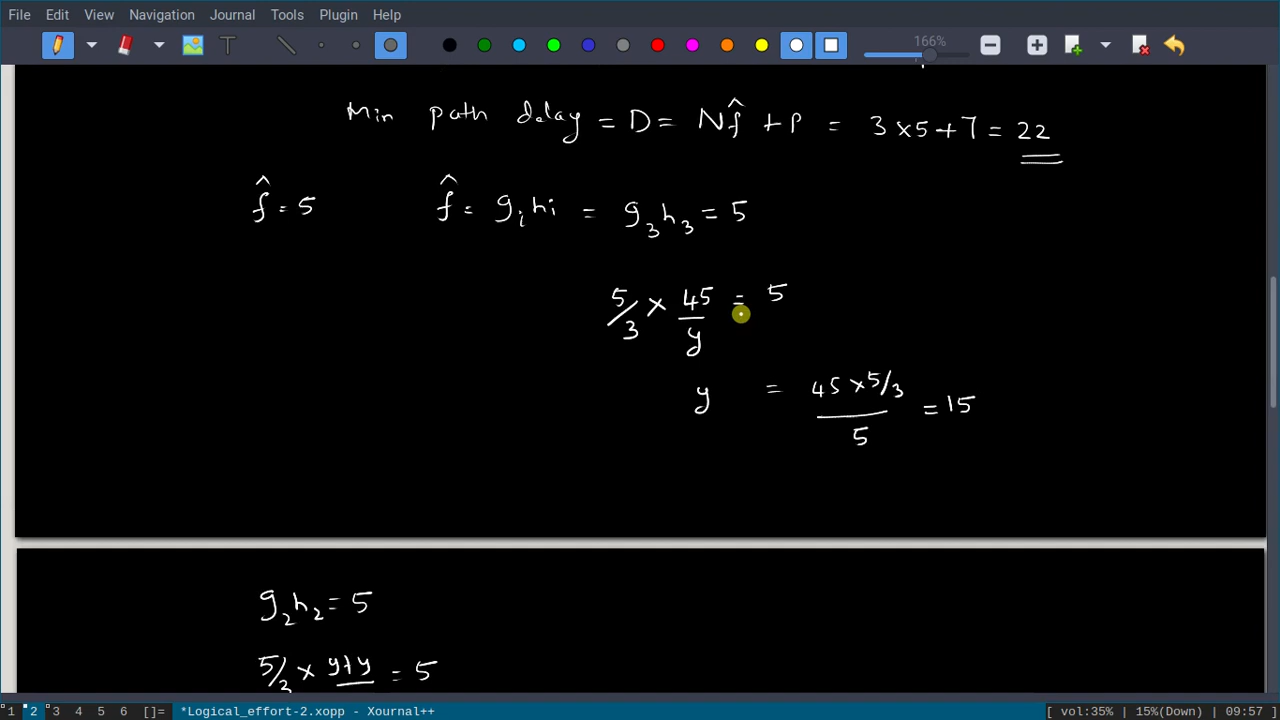 File Edit View Navigation Journal Tools Plugin Help
T 166%
Min path delay = D = Nf̂ + P = 3 × 5 + 7 = 22
f̂ = 5 f̂ = gᵢhi = g₃h₃ = 5
5/3 × 45/y = 5
y = 45 × 5/3 / 5 = 15
g₂h₂ = 5
5/3 × y+y = 5
1 2 3 4 5 6 []= *Logical_effort-2.xopp - Xournal++ [ vol:35% | 15%(Down) | 09:57 ]